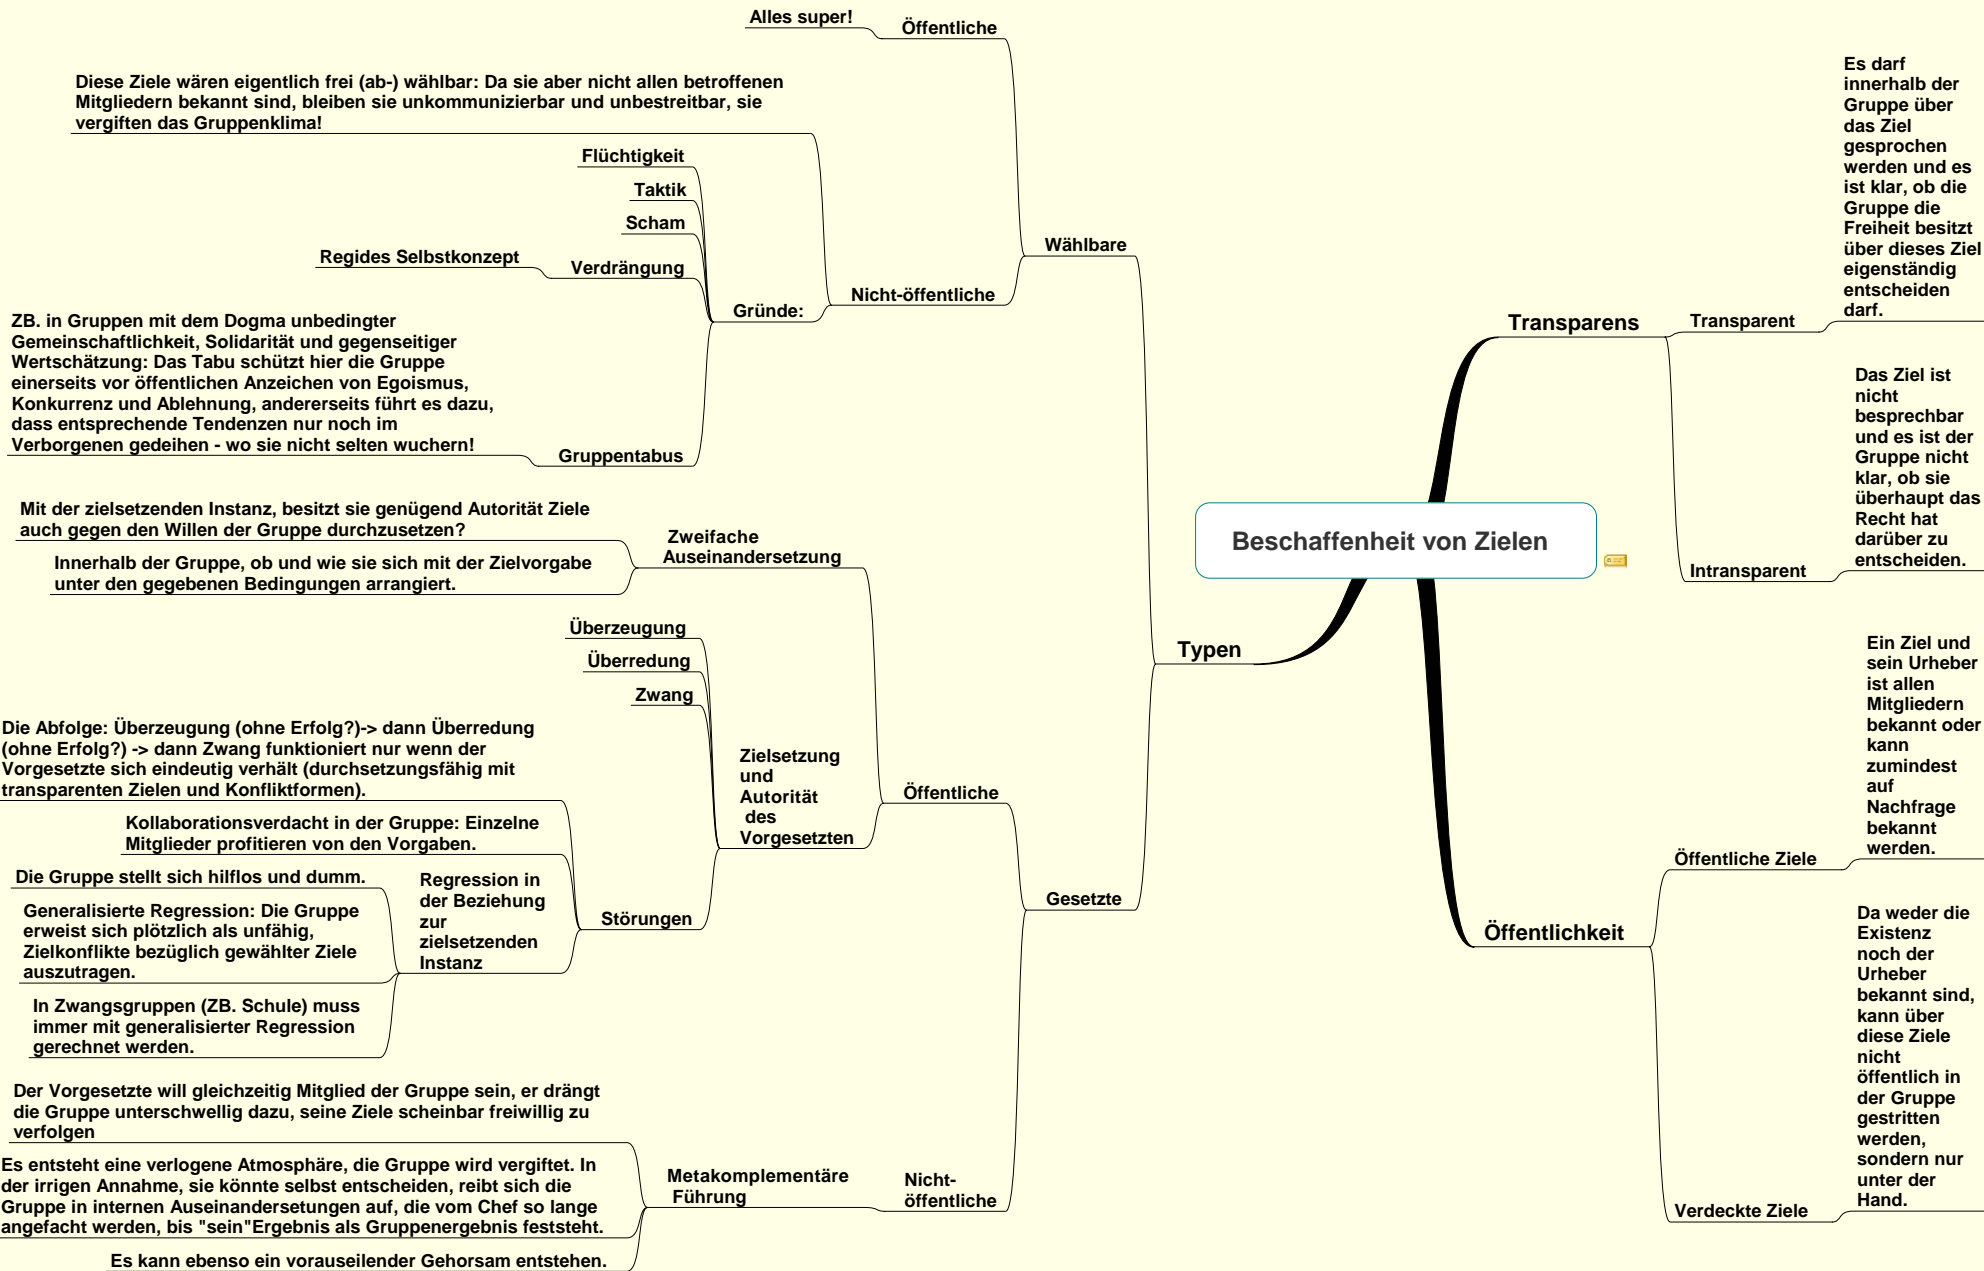 Beschaffenheit von Zielen
Transparens
Transparent
Es darf
innerhalb der
Gruppe über
das Ziel
gesprochen
werden und es
ist klar, ob die
Gruppe die
Freiheit besitzt
über dieses Ziel
eigenständig
entscheiden
darf.
Intransparent
Das Ziel ist
nicht
besprechbar
und es ist der
Gruppe nicht
klar, ob sie
überhaupt das
Recht hat
darüber zu
entscheiden.
Öffentlichkeit
Öffentliche Ziele
Ein Ziel und
sein Urheber
ist allen
Mitgliedern
bekannt oder
kann
zumindest
auf
Nachfrage
bekannt
werden.
Verdeckte Ziele
Da weder die
Existenz
noch der
Urheber
bekannt sind,
kann über
diese Ziele
nicht
öffentlich in
der Gruppe
gestritten
werden,
sondern nur
unter der
Hand.
Typen
Wählbare
Öffentliche
Alles super!
Nicht-öffentliche
Diese Ziele wären eigentlich frei (ab-) wählbar: Da sie aber nicht allen betroffenen
Mitgliedern bekannt sind, bleiben sie unkommunizierbar und unbestreitbar, sie
vergiften das Gruppenklima!
Gründe:
Flüchtigkeit
Taktik
Scham
Verdrängung
Regides Selbstkonzept
Gruppentabus
ZB. in Gruppen mit dem Dogma unbedingter
Gemeinschaftlichkeit, Solidarität und gegenseitiger
Wertschätzung: Das Tabu schützt hier die Gruppe
einerseits vor öffentlichen Anzeichen von Egoismus,
Konkurrenz und Ablehnung, andererseits führt es dazu,
dass entsprechende Tendenzen nur noch im
Verborgenen gedeihen - wo sie nicht selten wuchern!
Gesetzte
Öffentliche
Zweifache
Auseinandersetzung
Mit der zielsetzenden Instanz, besitzt sie genügend Autorität Ziele
auch gegen den Willen der Gruppe durchzusetzen?
Innerhalb der Gruppe, ob und wie sie sich mit der Zielvorgabe
unter den gegebenen Bedingungen arrangiert.
Zielsetzung
und
Autorität
des
Vorgesetzten
Überzeugung
Überredung
Zwang
Störungen
Die Abfolge: Überzeugung (ohne Erfolg?)-> dann Überredung
(ohne Erfolg?) -> dann Zwang funktioniert nur wenn der
Vorgesetzte sich eindeutig verhält (durchsetzungsfähig mit
transparenten Zielen und Konfliktformen).
Kollaborationsverdacht in der Gruppe: Einzelne
Mitglieder profitieren von den Vorgaben.
Regression in
der Beziehung
zur
zielsetzenden
Instanz
Die Gruppe stellt sich hilflos und dumm.
Generalisierte Regression: Die Gruppe
erweist sich plötzlich als unfähig,
Zielkonflikte bezüglich gewählter Ziele
auszutragen.
In Zwangsgruppen (ZB. Schule) muss
immer mit generalisierter Regression
gerechnet werden.
Nicht-
öffentliche
Metakomplementäre
Führung
Der Vorgesetzte will gleichzeitig Mitglied der Gruppe sein, er drängt
die Gruppe unterschwellig dazu, seine Ziele scheinbar freiwillig zu
verfolgen
Es entsteht eine verlogene Atmosphäre, die Gruppe wird vergiftet. In
der irrigen Annahme, sie könnte selbst entscheiden, reibt sich die
Gruppe in internen Auseinandersetungen auf, die vom Chef so lange
angefacht werden, bis "sein"Ergebnis als Gruppenergebnis feststeht.
Es kann ebenso ein vorauseilender Gehorsam entstehen.